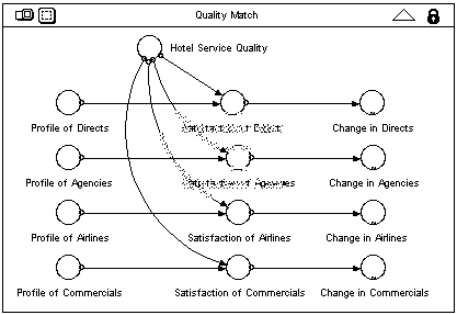 Quality Match
Hotel Service Quality
Profile of Directs
Change in Directs
Profile of Agencies
Change in Agencies
Profile of Airlines
Satisfaction of Airlines
Change in Airlines
Profile of Commercials
Satisfaction of Commercials
Change in Commercials